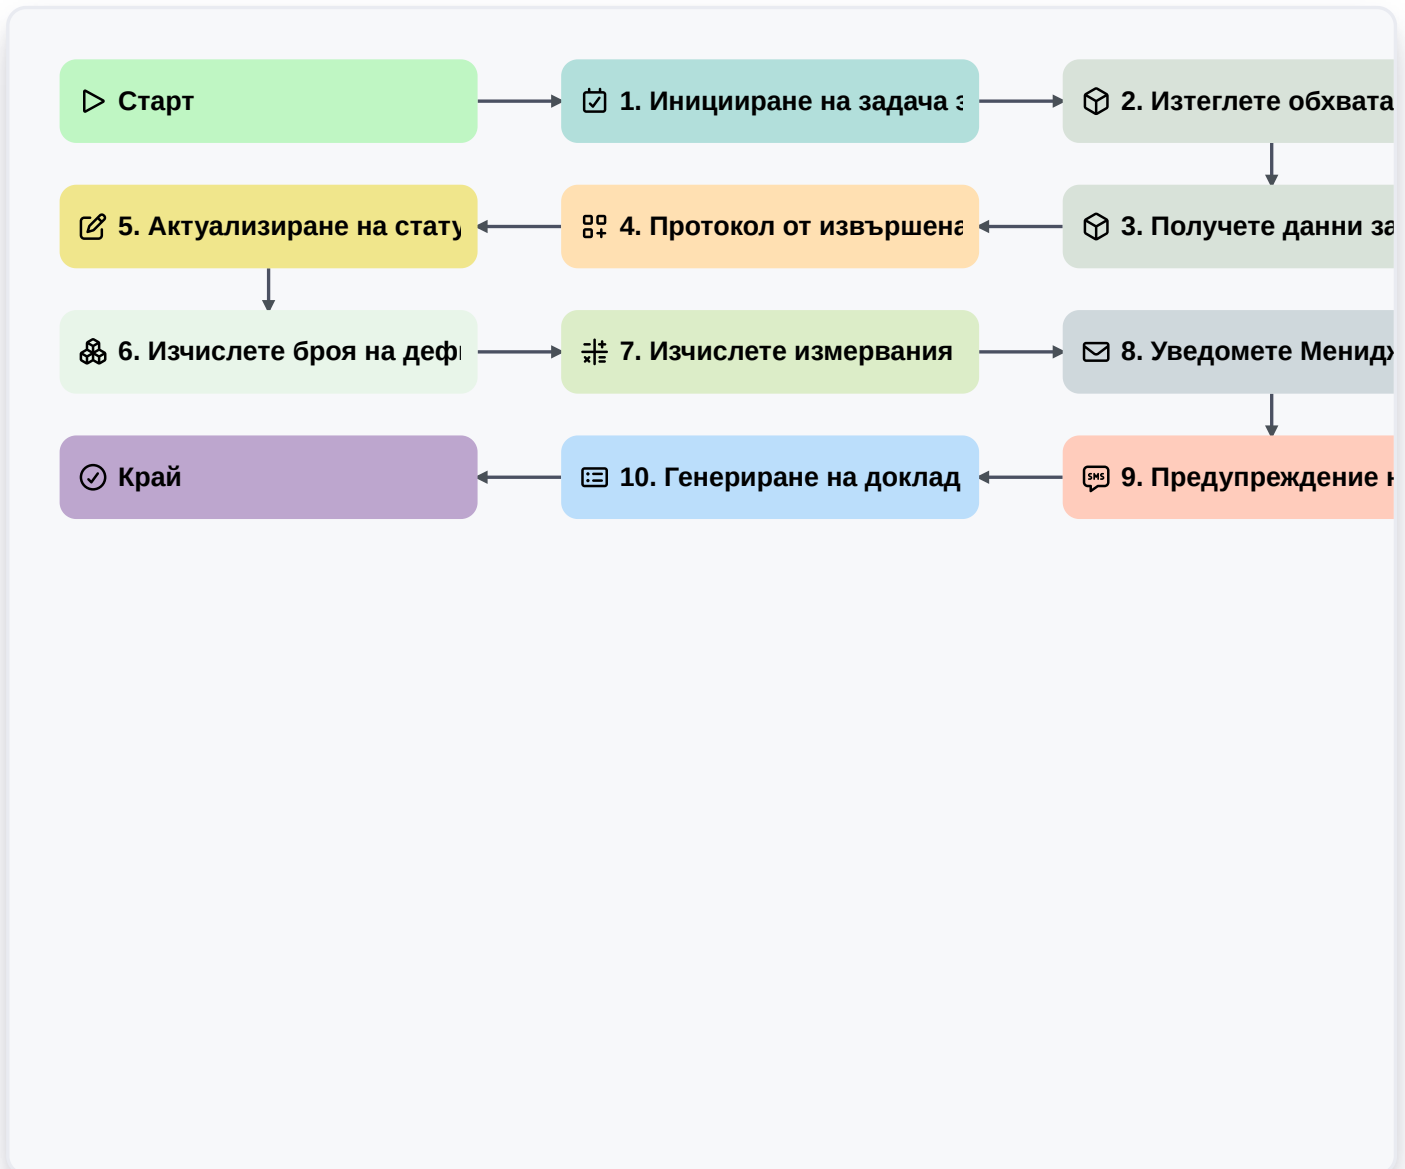 Старт
1. Иницииране на задача
2. Изтеглете обхвата
5. Актуализиране на стату
4. Протокол от извършена
3. Получете данни за
6. Изчислете броя на деф
7. Изчислете измервания
8. Уведомете Менидж
Край
10. Генериране на доклад
SMS
9. Предупреждение